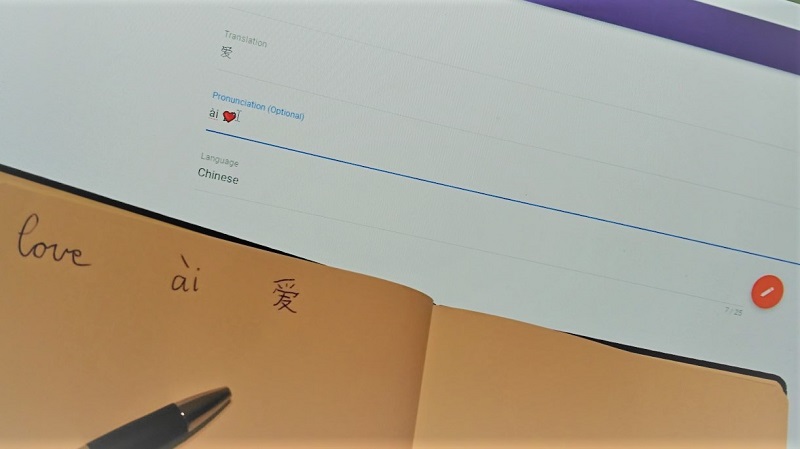 Translation
爱
Pronunciation (Optional)
ài ❤️
Language
Chinese
7 / 25
love ài 爱